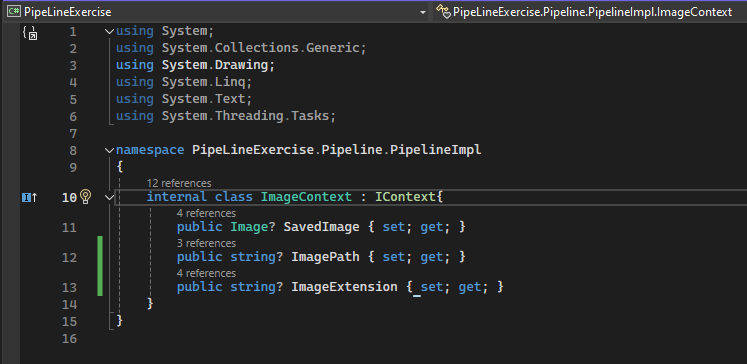 C# PipeLineExercise
PipeLineExercise.Pipeline.PipelineImpl.ImageContext
1 using System;
2 using System.Collections.Generic;
3 using System.Drawing;
4 using System.Linq;
5 using System.Text;
6 using System.Threading.Tasks;
7
8 namespace PipeLineExercise.Pipeline.PipelineImpl
9 {
12 references
10 internal class ImageContext : IContext{
4 references
11 public Image? SavedImage { set; get; }
3 references
12 public string? ImagePath { set; get; }
4 references
13 public string? ImageExtension { set; get; }
14 }
15 }
16